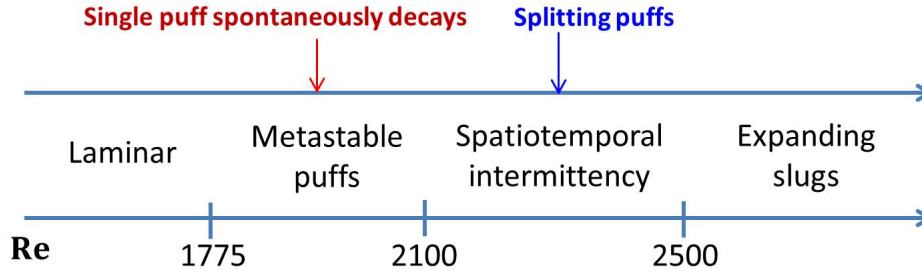 Single puff spontaneously decays
Splitting puffs
Laminar
Metastable
puffs
Spatiotemporal
intermittency
Expanding
slugs
Re
1775
2100
2500